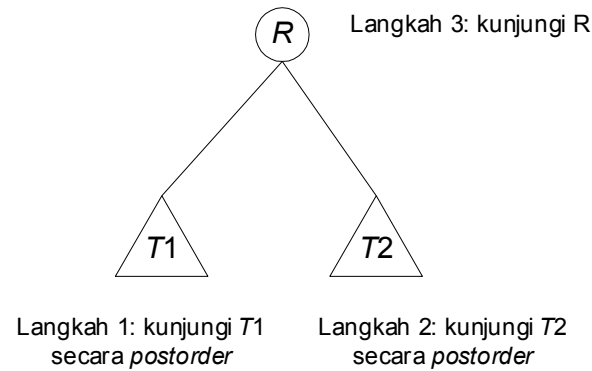 R
Langkah 3: kunjungi R
T1
T2
Langkah 1: kunjungi T1
secara postorder
Langkah 2: kunjungi T2
secara postorder